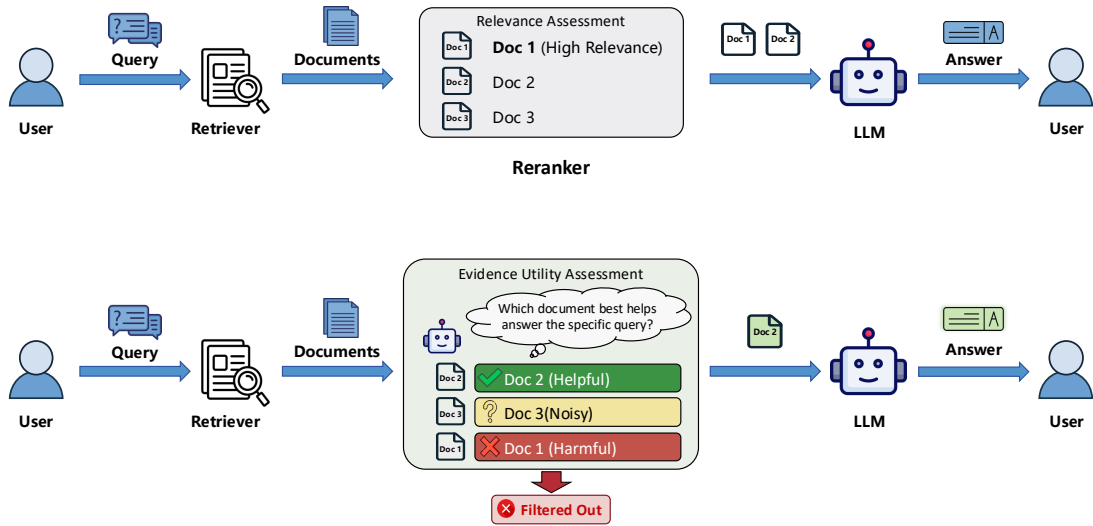 Relevance Assessment
Doc 1
Doc 1 (High Relevance)
Doc 2
Doc 2
Doc 3
Doc 3
?
Query
Documents
Doc 1
Doc 2
A
Answer
User
Retriever
LLM
User
Reranker
Evidence Utility Assessment
Which document best helps
answer the specific query?
?
Query
Documents
Doc 2
A
Answer
Doc 2
Doc 2 (Helpful)
Doc 3
? Doc 3(Noisy)
Doc 1
Doc 1 (Harmful)
User
Retriever
LLM
User
Filtered Out